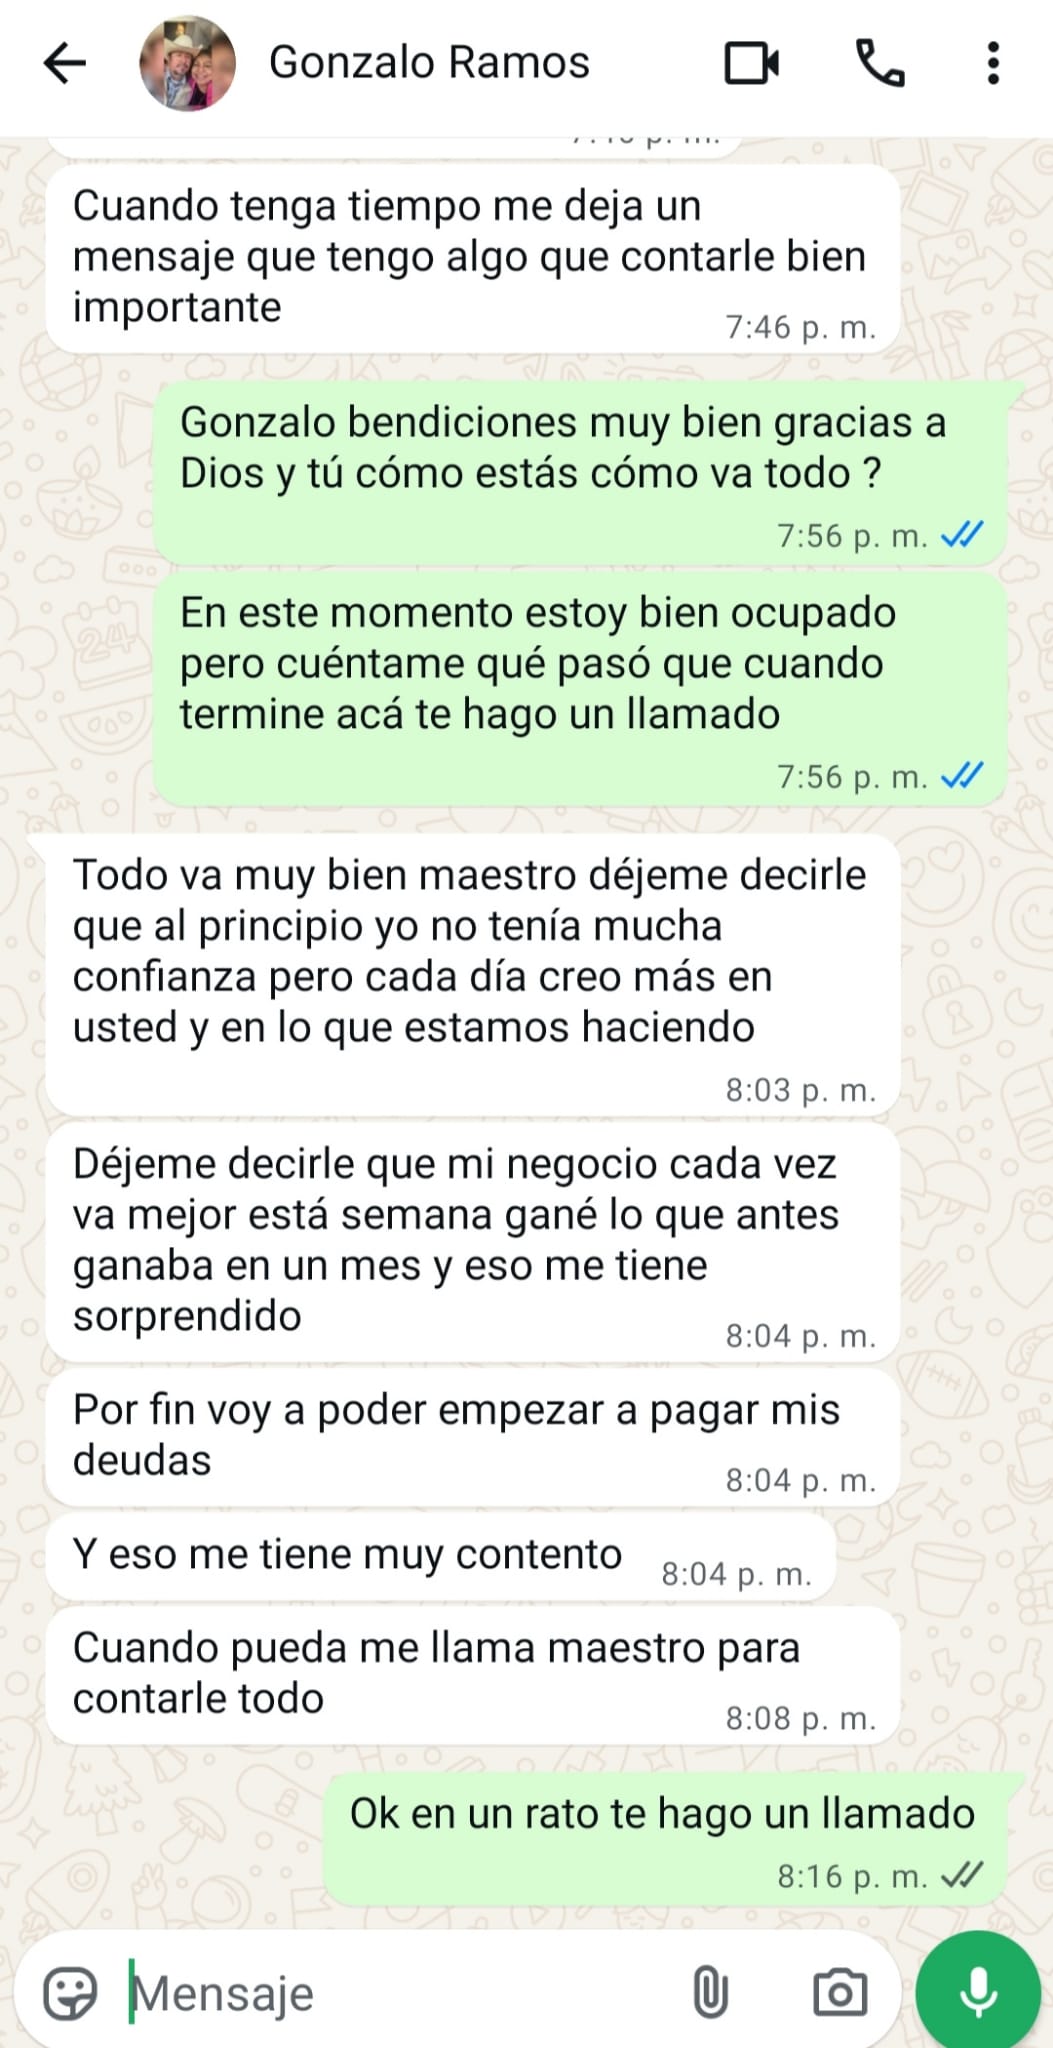 Gonzalo Ramos
Cuando tenga tiempo me deja un
mensaje que tengo algo que contarle bien
importante
7:46 p. m.
Gonzalo bendiciones muy bien gracias a
Dios y tú cómo estás cómo va todo ?
7:56 p. m.
En este momento estoy bien ocupado
pero cuéntame qué pasó que cuando
termine acá te hago un llamado
7:56 p. m.
Todo va muy bien maestro déjeme decirle
que al principio yo no tenía mucha
confianza pero cada día creo más en
usted y en lo que estamos haciendo
8:03 p. m.
Déjeme decirle que mi negocio cada vez
va mejor está semana gané lo que antes
ganaba en un mes y eso me tiene
sorprendido
8:04 p. m.
Por fin voy a poder empezar a pagar mis
deudas
8:04 p. m.
Y eso me tiene muy contento
8:04 p. m.
Cuando pueda me llama maestro para
contarle todo
8:08 p. m.
Ok en un rato te hago un llamado
8:16 p. m.
Mensaje